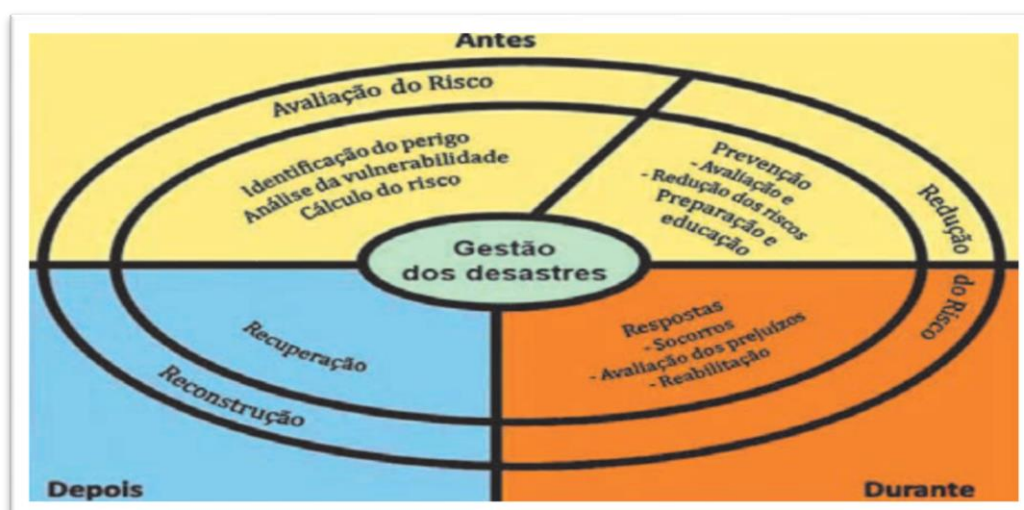 Antes
Avaliação do Risco
Identificação do perigo
Análise da vulnerabilidade
Cálculo do risco
Prevenção
- Avaliação e
- Redução dos riscos
Preparação e
educação
Redução do Risco
Gestão
dos desastres
Respostas
- Socorros
- Avaliação dos prejuízos
- Reabilitação
Recuperação
Reconstrução
Depois
Durante